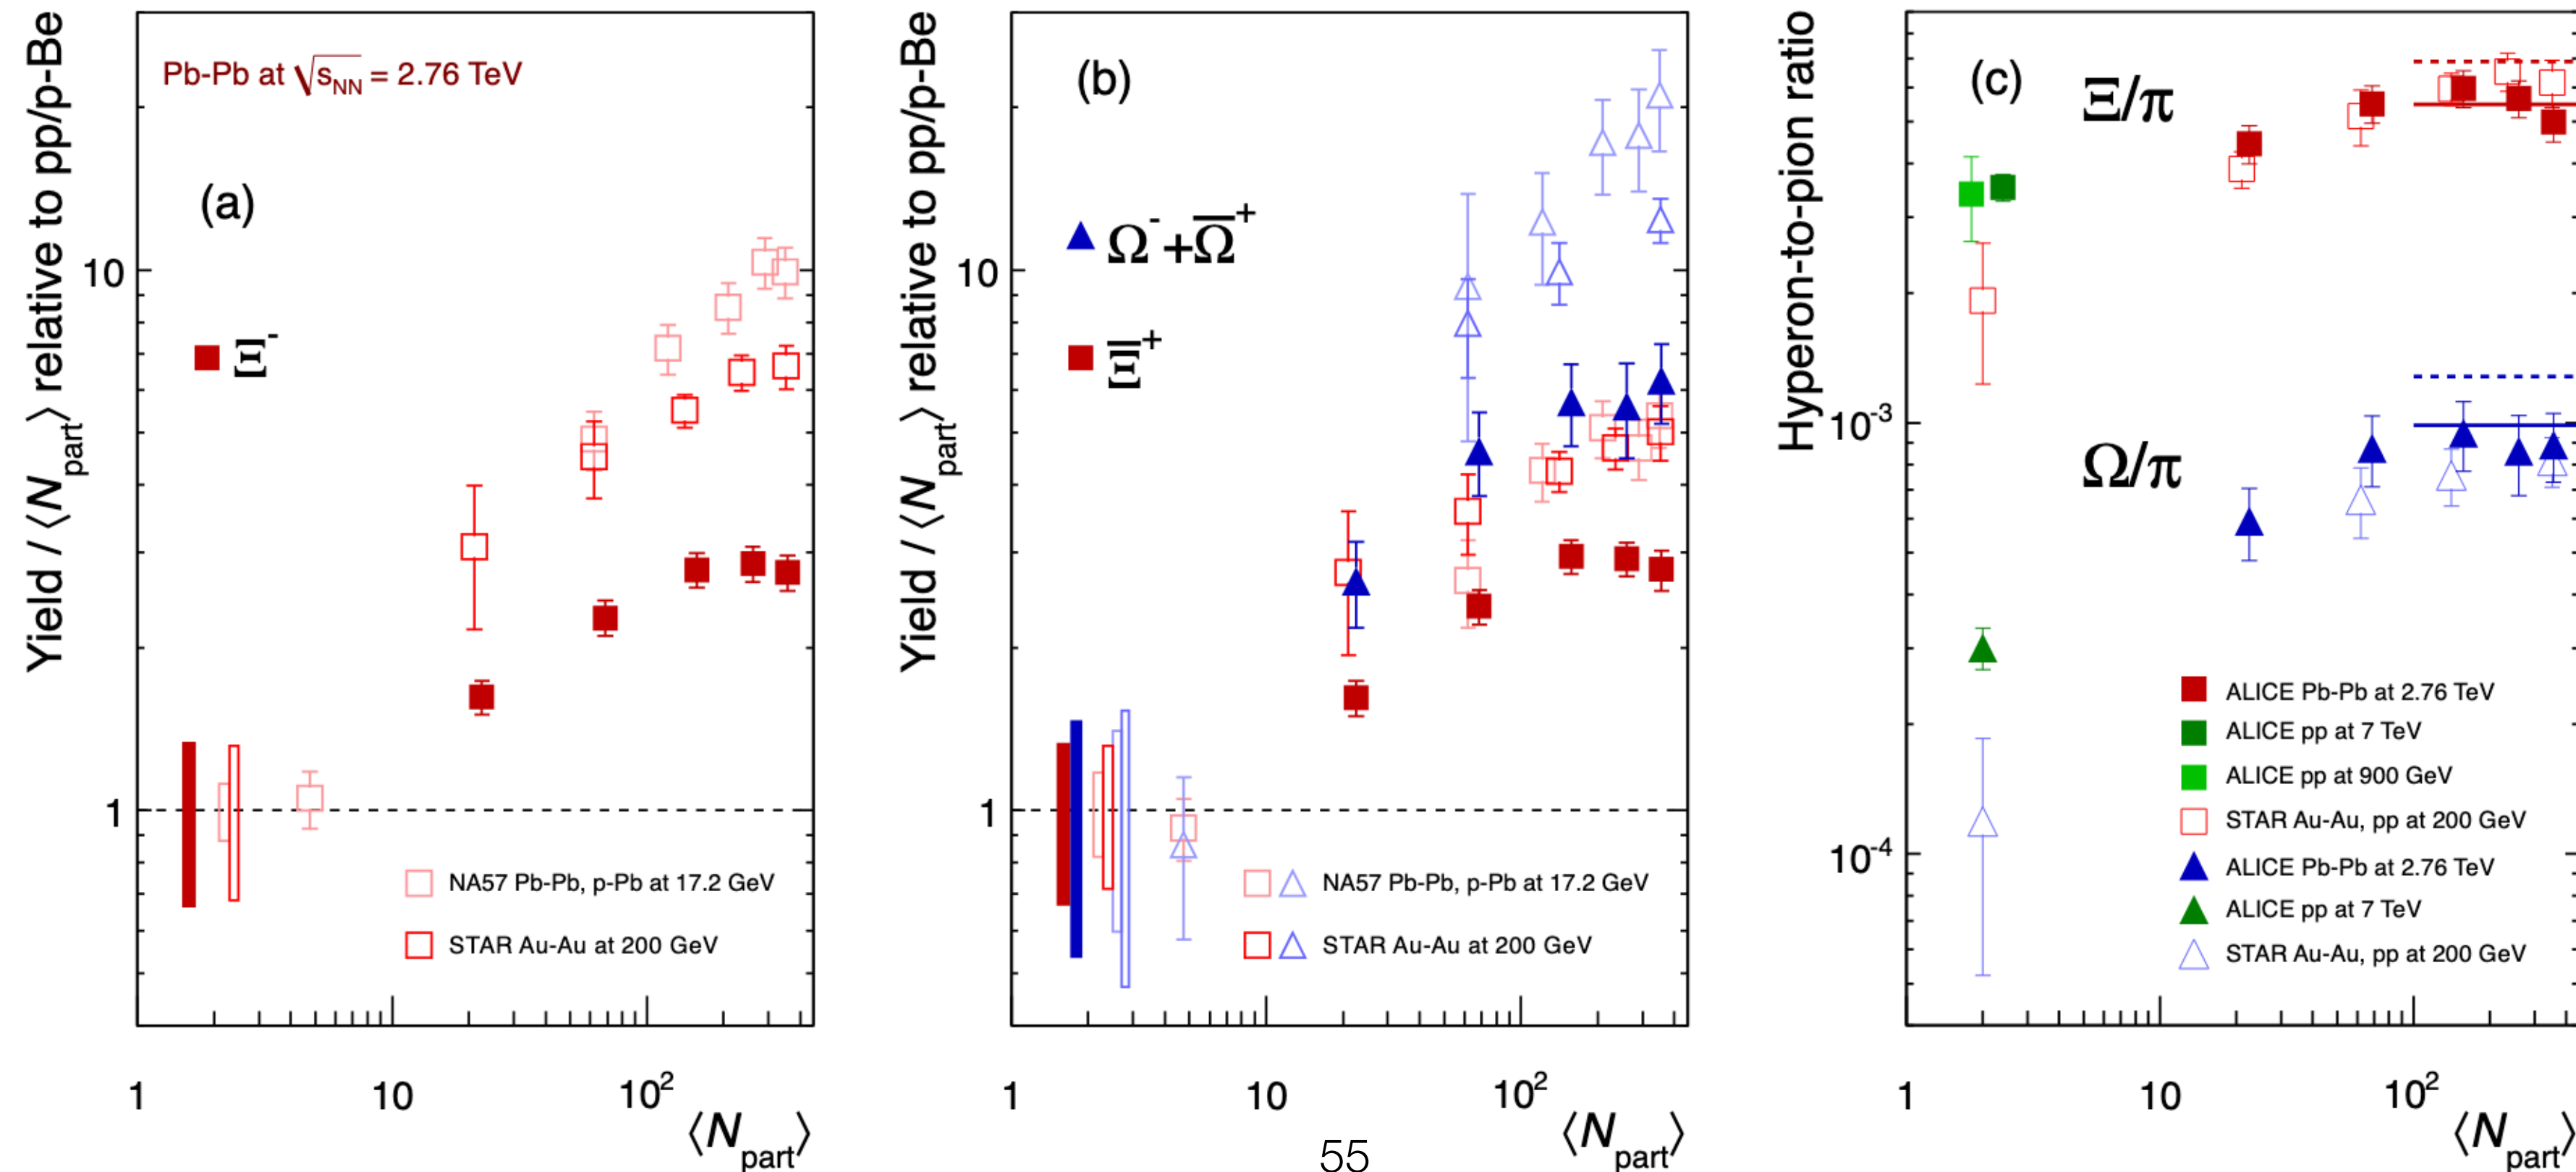 Yield / ⟨Npart⟩ relative to pp/p-Be
Pb-Pb at √sNN = 2.76 TeV
(a)
Ξ-
10
1
NA57 Pb-Pb, p-Pb at 17.2 GeV
STAR Au-Au at 200 GeV
1 10 10²
⟨Npart⟩
Yield / ⟨Npart⟩ relative to pp/p-Be
(b)
Ω-+Ω̅+
Ξ̅+
10
1
NA57 Pb-Pb, p-Pb at 17.2 GeV
STAR Au-Au at 200 GeV
1 10 10²
⟨Npart⟩
Hyperon-to-pion ratio
(c)
Ξ/π
Ω/π
10-3
10-4
ALICE Pb-Pb at 2.76 TeV
ALICE pp at 7 TeV
ALICE pp at 900 GeV
STAR Au-Au, pp at 200 GeV
ALICE Pb-Pb at 2.76 TeV
ALICE pp at 7 TeV
STAR Au-Au, pp at 200 GeV
1 10 10²
⟨Npart⟩
55